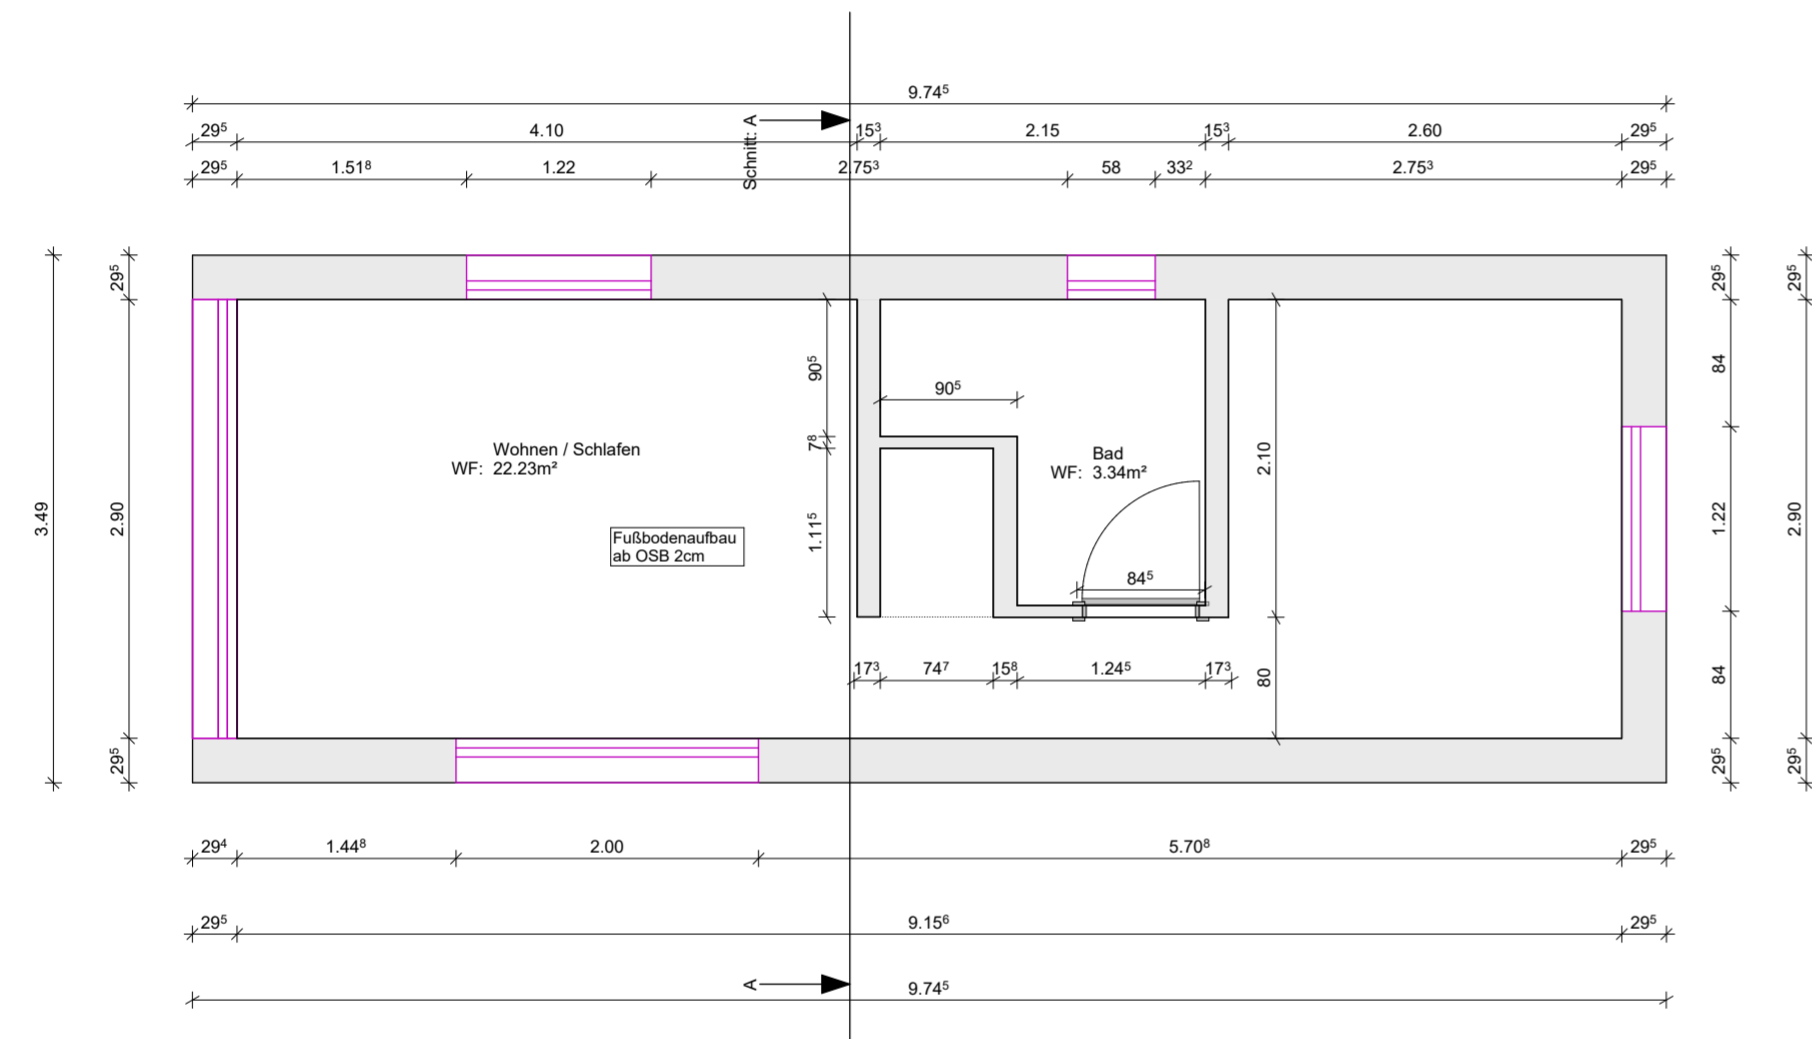 9.74⁵
29⁵ 4.10 15³ 2.15 15³ 2.60 29⁵
Schnitt: A
29⁵ 1.51⁸ 1.22 2.75³ 58 33² 2.75³ 29⁵
3.49
29⁵
2.90
29⁵
90⁵
7⁸
1.11⁵
90⁵
Wohnen / Schlafen
WF: 22.23m²
Fußbodenaufbau
ab OSB 2cm
Bad
WF: 3.34m²
84⁵
2.10
80
17³ 74⁷ 15⁸ 1.24⁵ 17³
29⁵
84
1.22
84
29⁵
29⁵
2.90
29⁵
29⁴ 1.44⁸ 2.00 5.70⁸ 29⁵
29⁵ 9.15⁶ 29⁵
A
9.74⁵